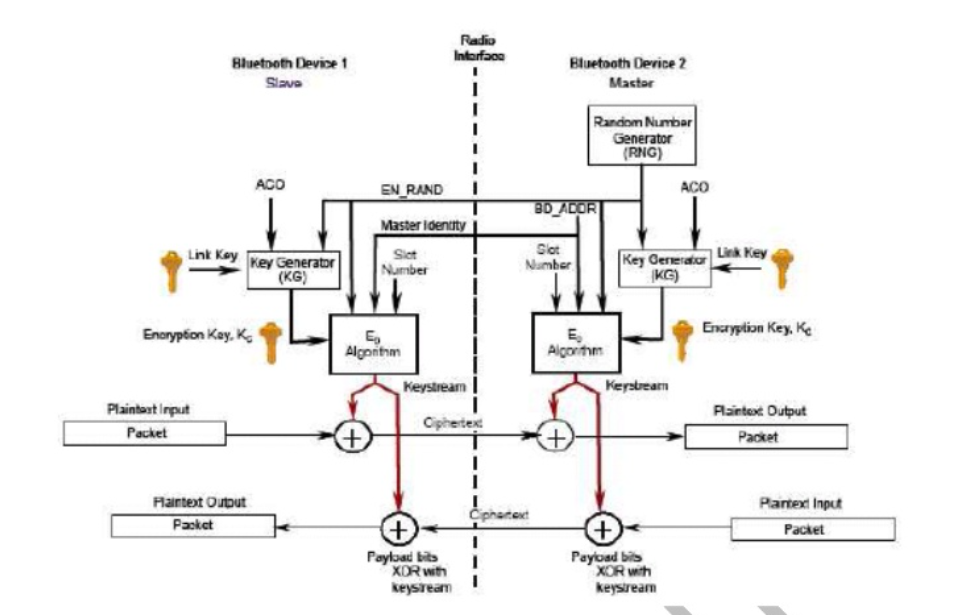 Radio
Interface
Bluetooth Device 1
Slave
Bluetooth Device 2
Master
Random Number
Generator
(RNG)
ACO
EN_RAND
ACO
BD_ADDR
Master Identity
Link Key
Key Generator
(KG)
Slot
Number
Slot
Number
Key Generator
(KG)
Link Key
Encryption Key, Kc
E0
Algorithm
E0
Algorithm
Encryption Key, Kc
Keystream
Keystream
Plaintext Input
Packet
Ciphertext
Plaintext Output
Packet
Plaintext Output
Packet
Ciphertext
Plaintext Input
Packet
Payload bits
XOR with
keystream
Payload bits
XOR with
keystream